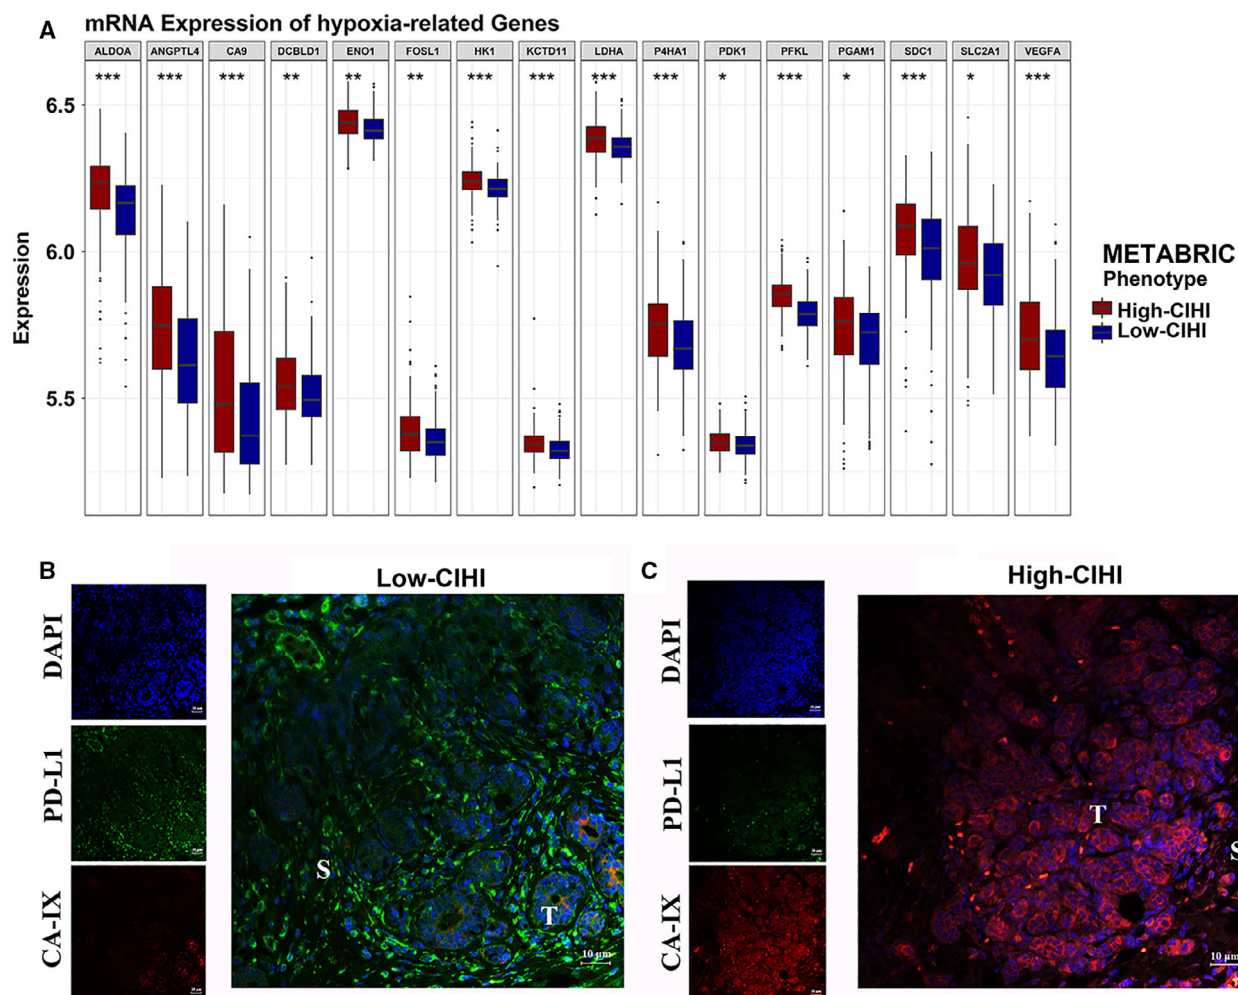 A mRNA Expression of hypoxia-related Genes
ALDOA ANGPTL4 CA9 DCBLD1 ENO1 FOSL1 HK1 KCTD11 LDHA P4HA1 PDK1 PFKL PGAM1 SDC1 SLC2A1 VEGFA
*** *** *** ** ** ** *** *** *** *** * *** * *** * ***
6.5
6.0
5.5
Expression
METABRIC
Phenotype
High-CIHI
Low-CIHI
B Low-CIHI
DAPI
PD-L1
CA-IX
S
T
10 µm
C High-CIHI
DAPI
PD-L1
CA-IX
T
S
10 µm